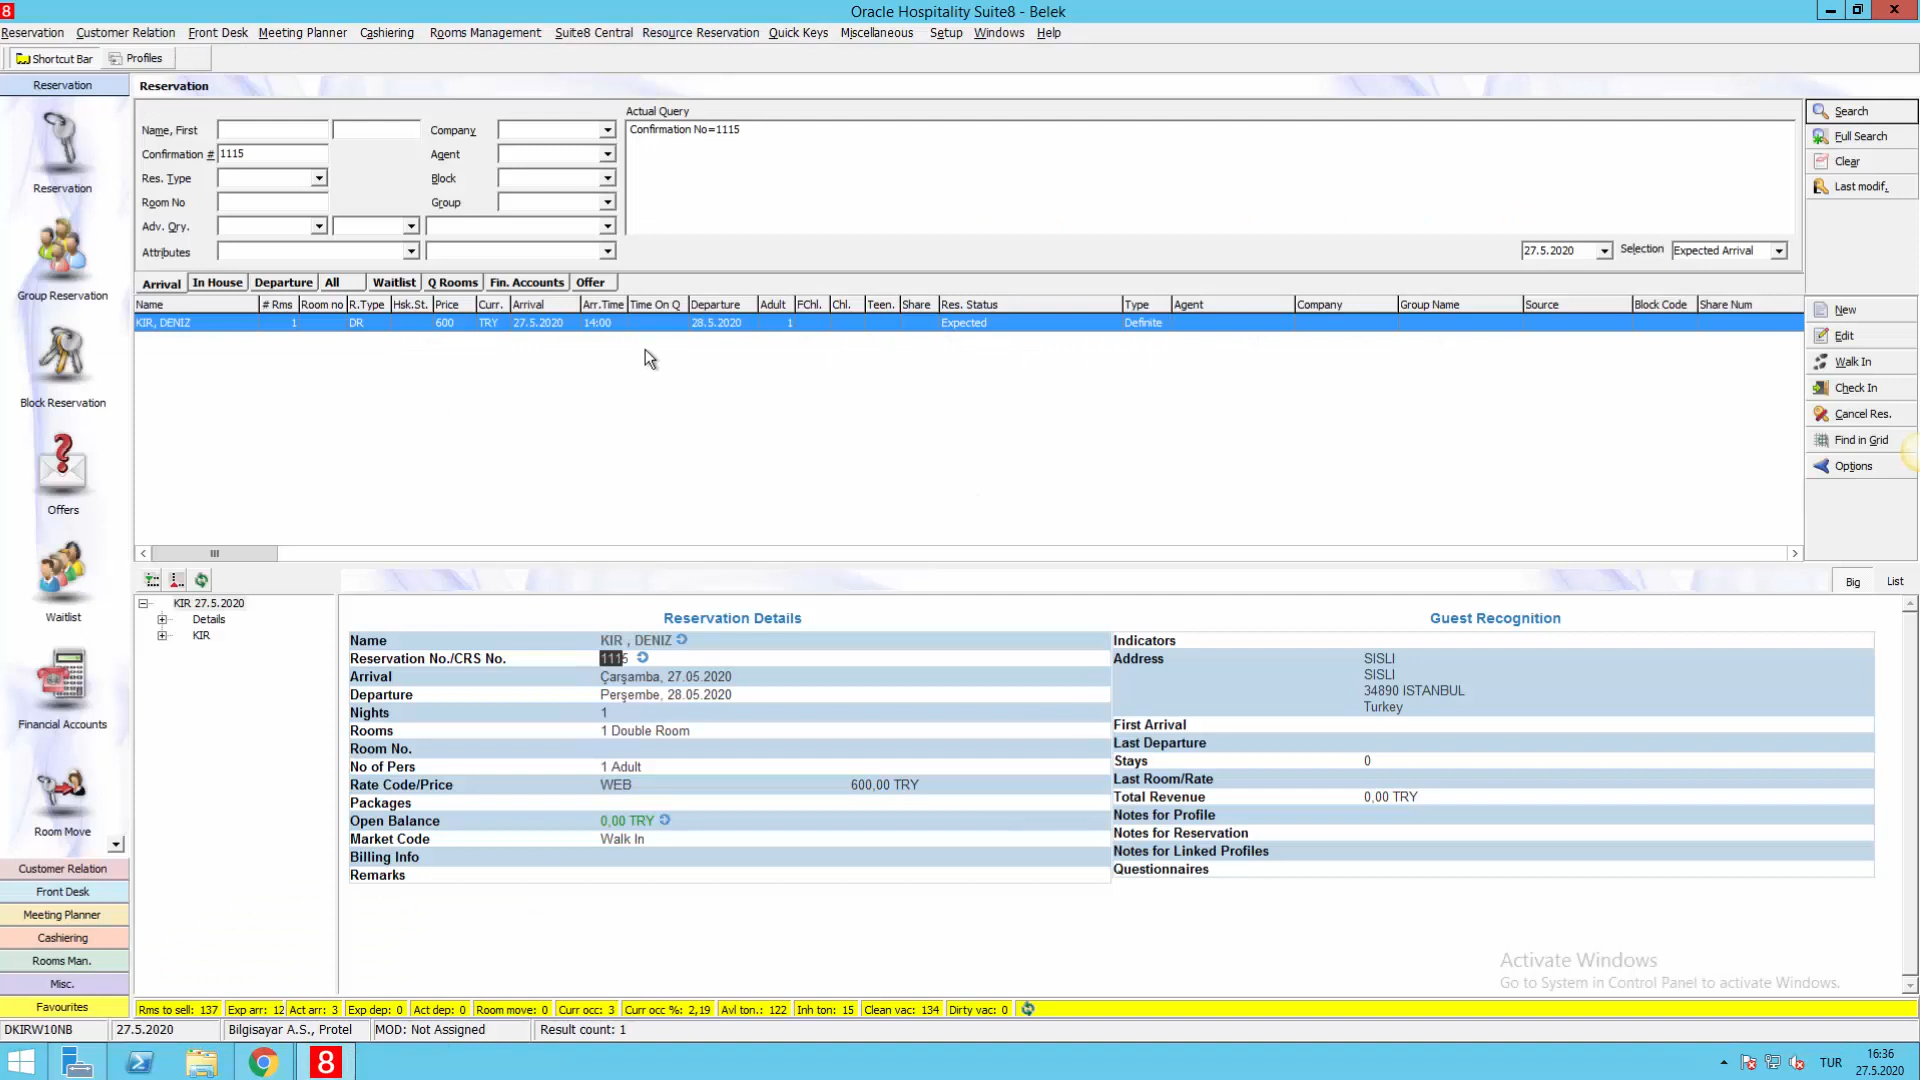 8
Oracle Hospitality Suite8 - Belek
Reservation Customer Relation Front Desk Meeting Planner Cashiering Rooms Management Suite8 Central Resource Reservation Quick Keys Miscellaneous Setup Windows Help
Shortcut Bar Profiles
Reservation
Reservation
Group Reservation
Block Reservation
Offers
Waitlist
Financial Accounts
Room Move
Customer Relation
Front Desk
Meeting Planner
Cashiering
Rooms Man.
Misc.
Favourites
Reservation
Name, First
Confirmation # 1115
Res. Type
Room No
Adv. Qry.
Attributes
Company
Agent
Block
Group
Actual Query
Confirmation No=1115
27.5.2020 Selection Expected Arrival
Search
Full Search
Clear
Last modif.
Arrival In House Departure All Waitlist Q Rooms Fin. Accounts Offer
Name # Rms Room no R.Type Hsk.St. Price Curr. Arrival Arr.Time Time On Q Departure Adult FChl. Chl. Teen. Share Res. Status Type Agent Company Group Name Source Block Code Share Num
KIR, DENIZ 1 DR 600 TRY 27.5.2020 14:00 28.5.2020 1 Expected Definite
New
Edit
Walk In
Check In
Cancel Res.
Find in Grid
Options
Big List
KIR 27.5.2020
Details
KIR
Reservation Details
Name KIR , DENIZ
Reservation No./CRS No. 1115
Arrival Çarşamba, 27.05.2020
Departure Perşembe, 28.05.2020
Nights 1
Rooms 1 Double Room
Room No.
No of Pers 1 Adult
Rate Code/Price WEB 600,00 TRY
Packages
Open Balance 0,00 TRY
Market Code Walk In
Billing Info
Remarks
Guest Recognition
Indicators
Address SISLI
SISLI
34890 ISTANBUL
Turkey
First Arrival
Last Departure
Stays 0
Last Room/Rate
Total Revenue 0,00 TRY
Notes for Profile
Notes for Reservation
Notes for Linked Profiles
Questionnaires
Activate Windows
Go to System in Control Panel to activate Windows.
Rms to sell: 137 Exp arr: 12 Act arr: 3 Exp dep: 0 Act dep: 0 Room move: 0 Curr occ: 3 Curr occ %: 2,19 Avl ton.: 122 Inh ton: 15 Clean vac: 134 Dirty vac: 0
DKIRW10NB 27.5.2020 Bilgisayar A.S., Protel MOD: Not Assigned Result count: 1
8
TUR
16:36
27.5.2020